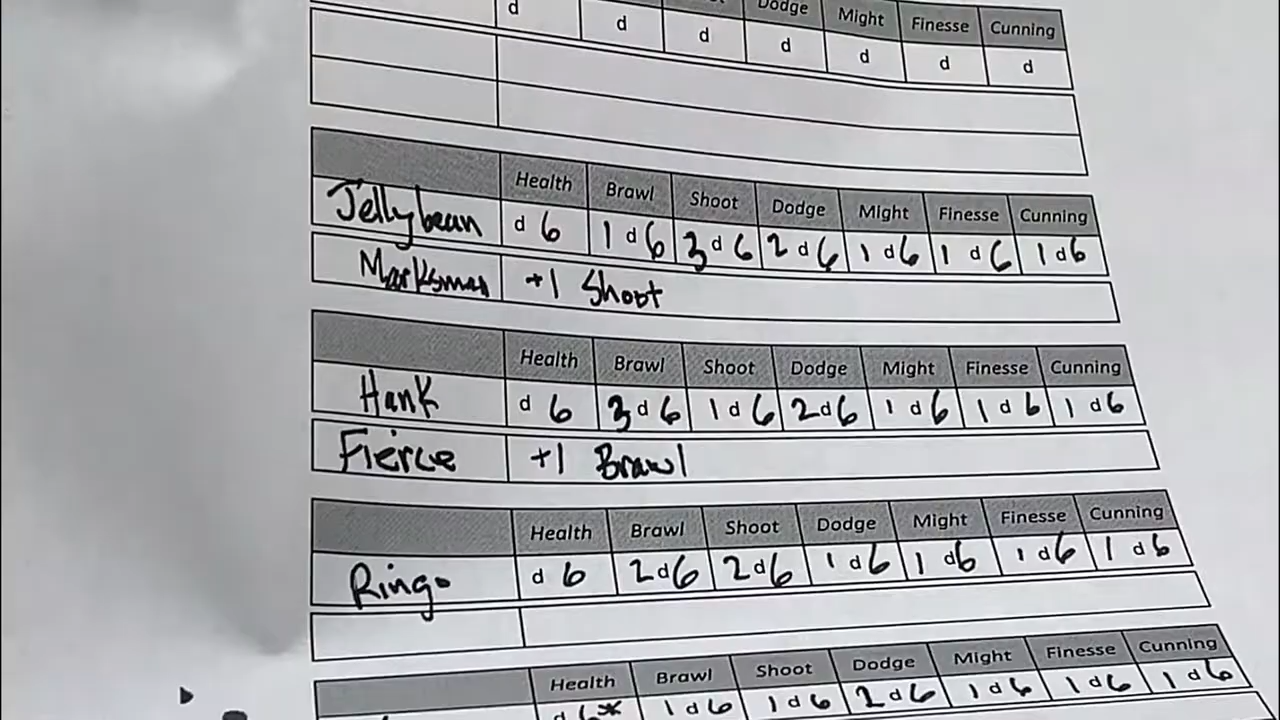 Dodge Might Finesse Cunning
d d d d d d d
Health Brawl Shoot Dodge Might Finesse Cunning
Jellybean d 6 1 d 6 3 d 6 2 d 6 1 d 6 1 d 6 1 d 6
Marksman +1 Shoot
Health Brawl Shoot Dodge Might Finesse Cunning
Hank d 6 3 d 6 1 d 6 2 d 6 1 d 6 1 d 6 1 d 6
Fierce +1 Brawl
Health Brawl Shoot Dodge Might Finesse Cunning
Ringo d 6 2 d 6 2 d 6 1 d 6 1 d 6 1 d 6 1 d 6
Health Brawl Shoot Dodge Might Finesse Cunning
d 6* 1 d 6 1 d 6 2 d 6 1 d 6 1 d 6 1 d 6